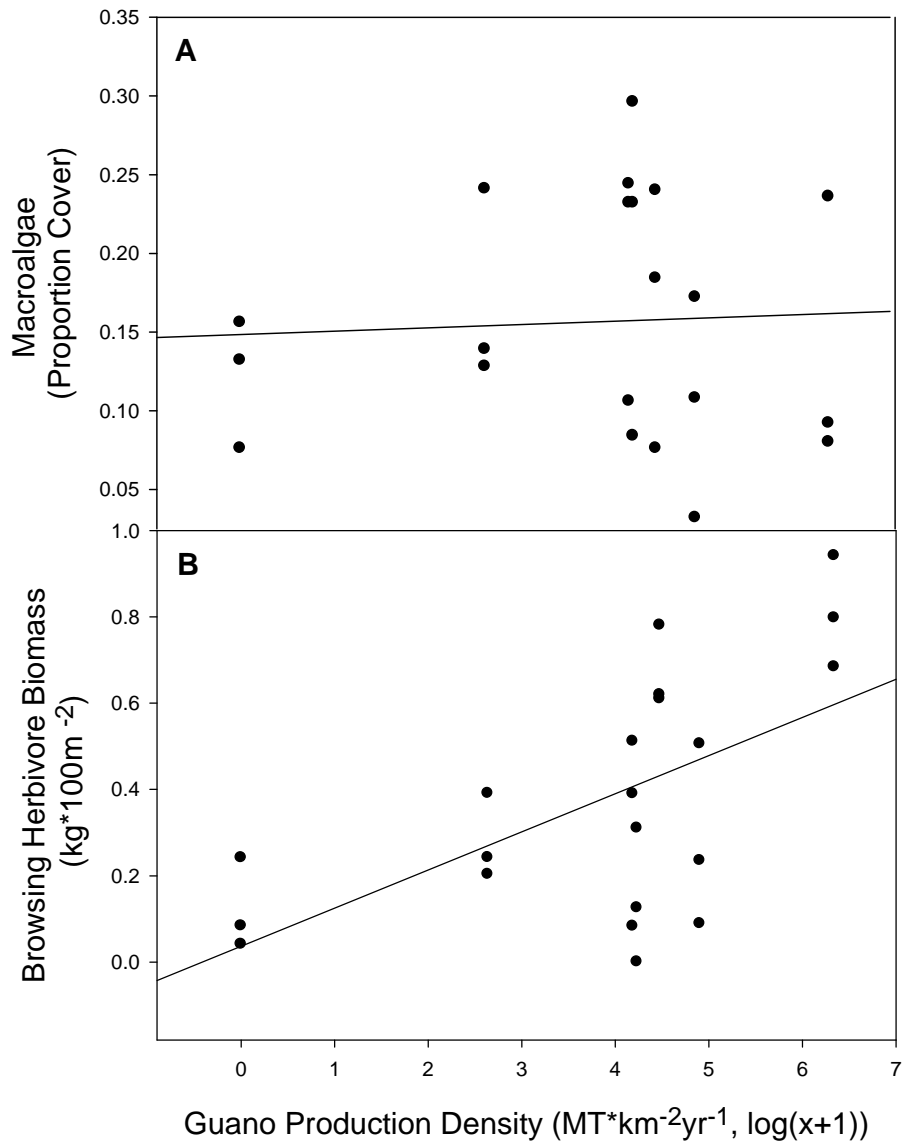 0.35
A
0.30
0.25
0.20
0.15
0.10
0.05
Macroalgae
(Proportion Cover)
1.0
B
0.8
0.6
0.4
0.2
0.0
Browsing Herbivore Biomass
(kg*100m -2)
0 1 2 3 4 5 6 7
Guano Production Density (MT*km-2yr-1, log(x+1))